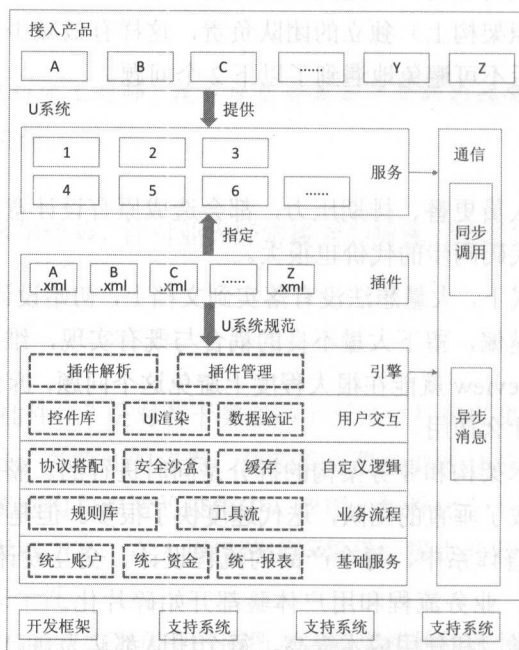 接入产品
A B C …… Y Z
U系统 提供
1 2 3
4 5 6 ……
服务
通信
同步
调用
指定
A.xml B.xml C.xml …… Z.xml 插件
U系统规范
插件解析 插件管理 引擎
控件库 UI渲染 数据验证 用户交互
异步
消息
协议搭配 安全沙盒 缓存 自定义逻辑
规则库 工具流 业务流程
统一账户 统一资金 统一报表 基础服务
开发框架 支持系统 支持系统 支持系统